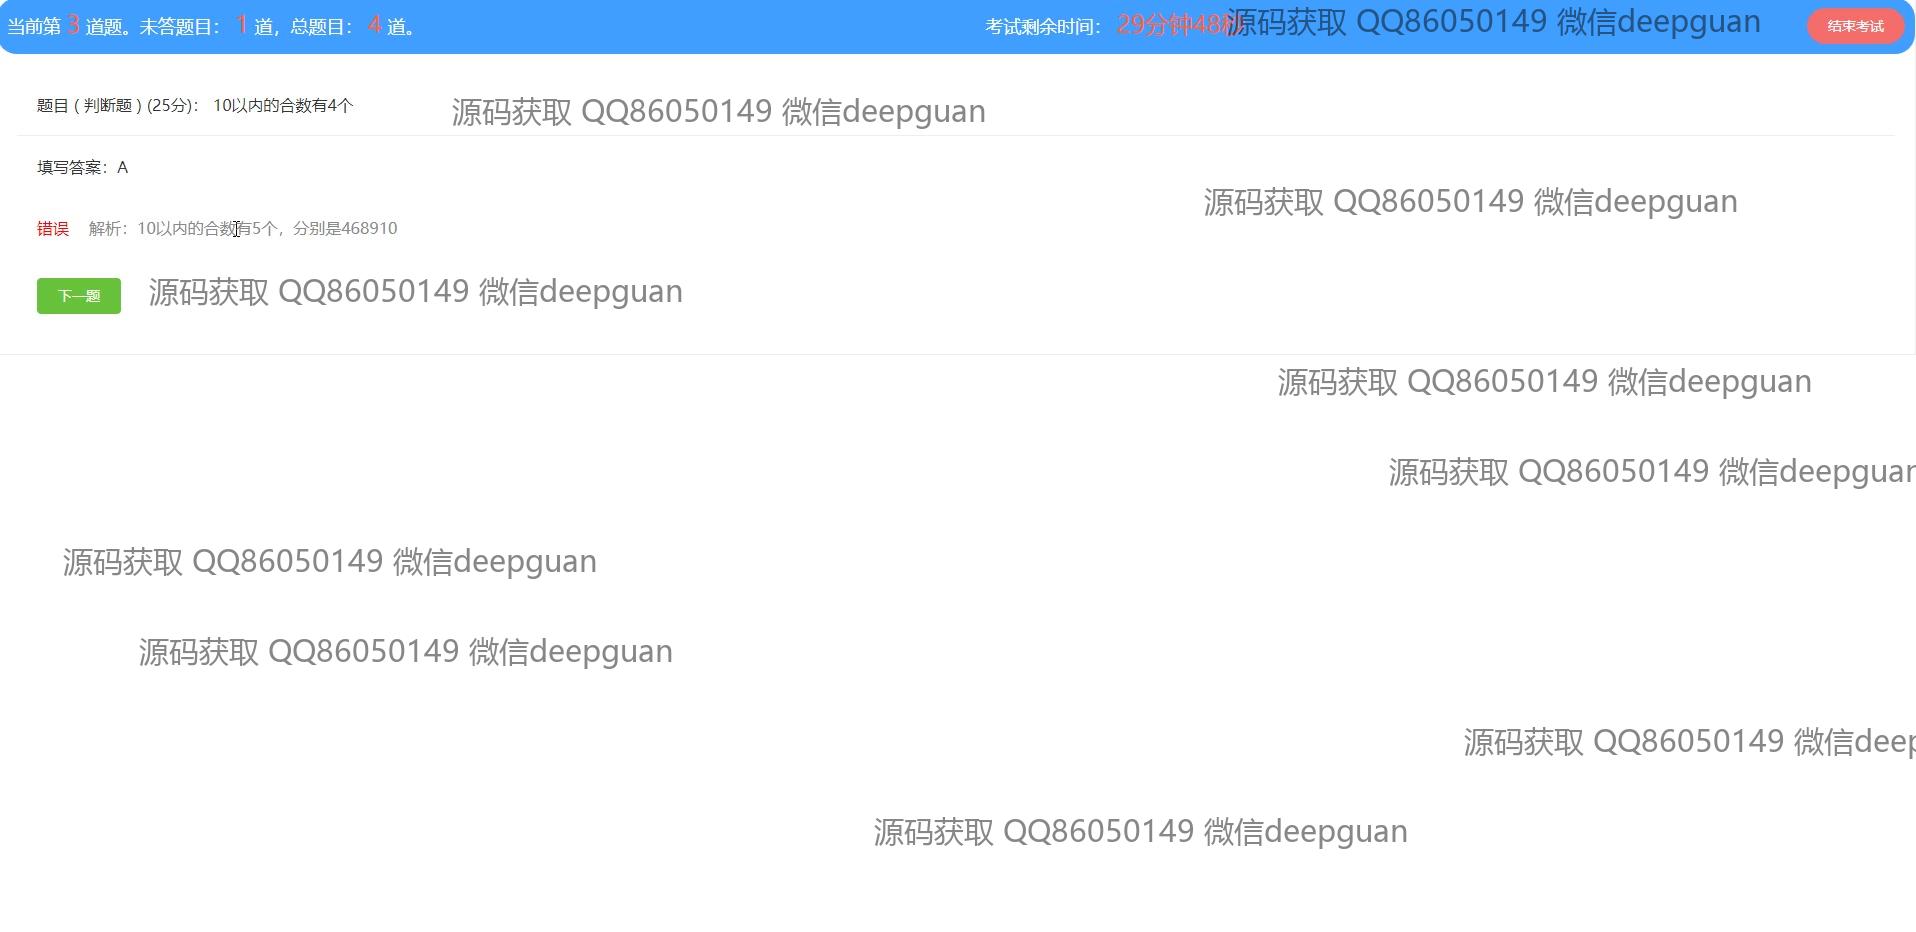 当前第 3 道题。未答题目： 1 道，总题目： 4 道。
考试剩余时间： 29分钟48秒
源码获取 QQ86050149 微信deepguan
结束考试
题目 ( 判断题 ) (25分)： 10以内的合数有4个
源码获取 QQ86050149 微信deepguan
填写答案：A
源码获取 QQ86050149 微信deepguan
错误 解析：10以内的合数有5个，分别是468910
下一题
源码获取 QQ86050149 微信deepguan
源码获取 QQ86050149 微信deepguan
源码获取 QQ86050149 微信deepguan
源码获取 QQ86050149 微信deepguan
源码获取 QQ86050149 微信deepguan
源码获取 QQ86050149 微信deep
源码获取 QQ86050149 微信deepguan